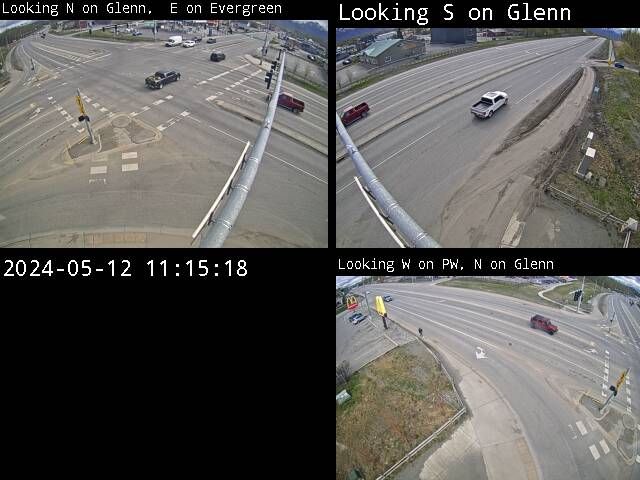 Looking N on Glenn,  E on Evergreen
Looking S on Glenn
2024-05-12 11:15:18
Looking W on PW, N on Glenn